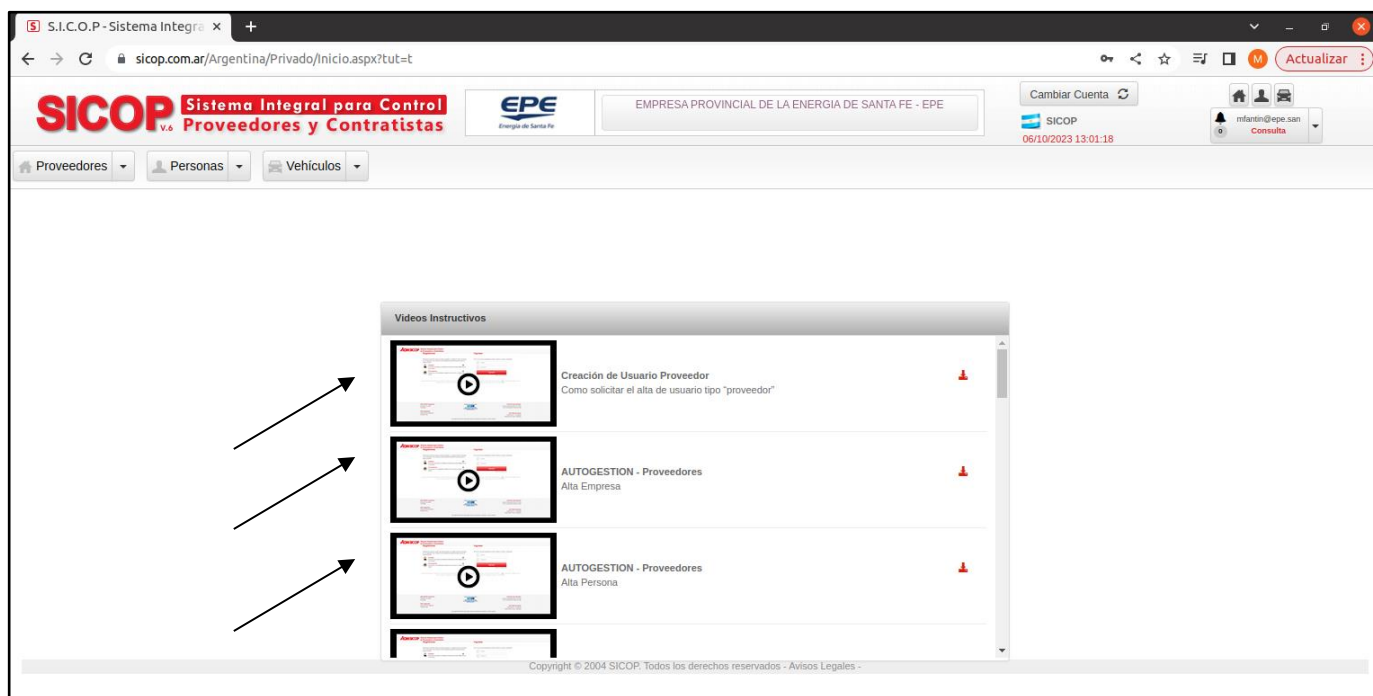 S S.I.C.O.P - Sistema Integra
sicop.com.ar/Argentina/Privado/Inicio.aspx?tut=t
M
Actualizar
SICOP v.6 Sistema Integral para Control
Proveedores y Contratistas
EPE
Energía de Santa Fe
EMPRESA PROVINCIAL DE LA ENERGIA DE SANTA FE - EPE
Cambiar Cuenta
SICOP
06/10/2023 13:01:18
0
mfantin@epe.san
Consulta
Proveedores
Personas
Vehículos
Videos Instructivos
Creación de Usuario Proveedor
Como solicitar el alta de usuario tipo “proveedor”
AUTOGESTION - Proveedores
Alta Empresa
AUTOGESTION - Proveedores
Alta Persona
Copyright © 2004 SICOP. Todos los derechos reservados - Avisos Legales -